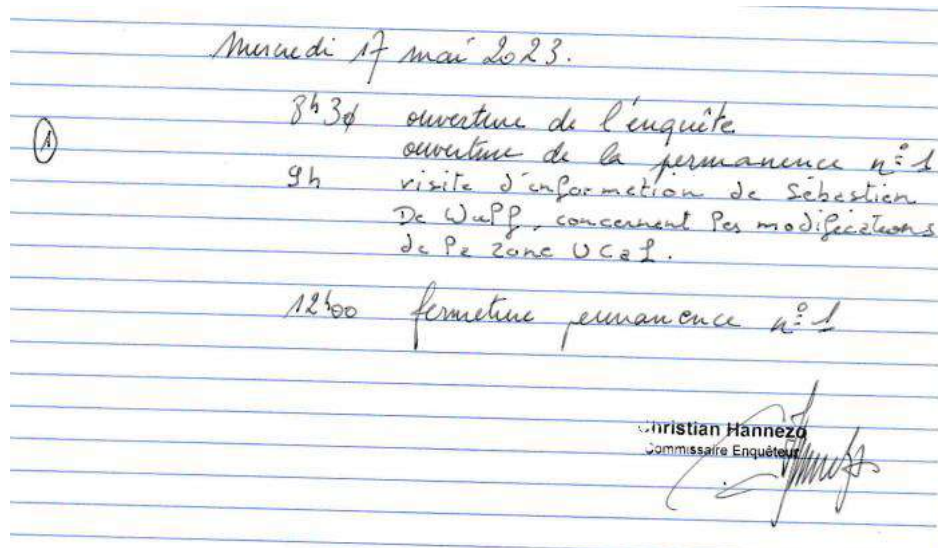 Mercredi 17 mai 2023.
8h30 ouverture de l'enquête
ouverture de la permanence n°1
①
9h visite d'information de Sébastien
De Wulf, concernant les modifications
de la zone UCa1.
12h00 fermeture permanence n°1
Christian Hannezo
Commissaire Enquêteur